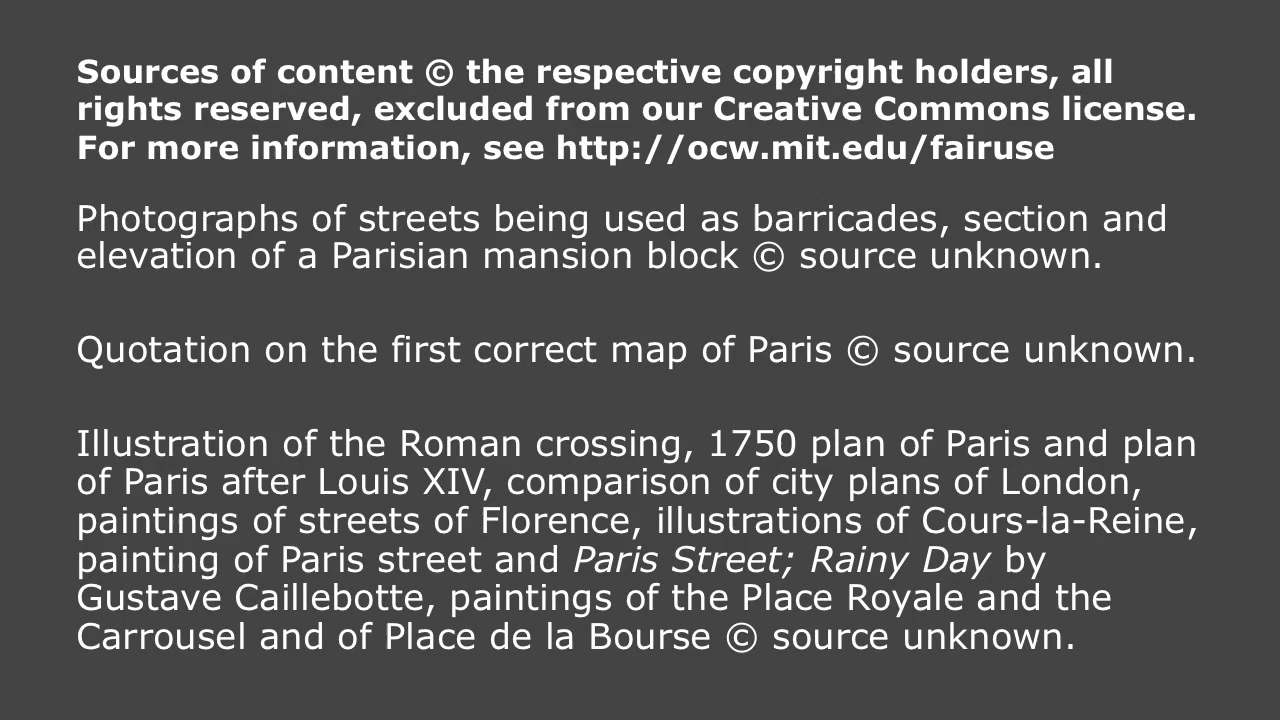 Sources of content © the respective copyright holders, all
rights reserved, excluded from our Creative Commons license.
For more information, see http://ocw.mit.edu/fairuse
Photographs of streets being used as barricades, section and
elevation of a Parisian mansion block © source unknown.
Quotation on the first correct map of Paris © source unknown.
Illustration of the Roman crossing, 1750 plan of Paris and plan
of Paris after Louis XIV, comparison of city plans of London,
paintings of streets of Florence, illustrations of Cours-la-Reine,
painting of Paris street and Paris Street; Rainy Day by
Gustave Caillebotte, paintings of the Place Royale and the
Carrousel and of Place de la Bourse © source unknown.